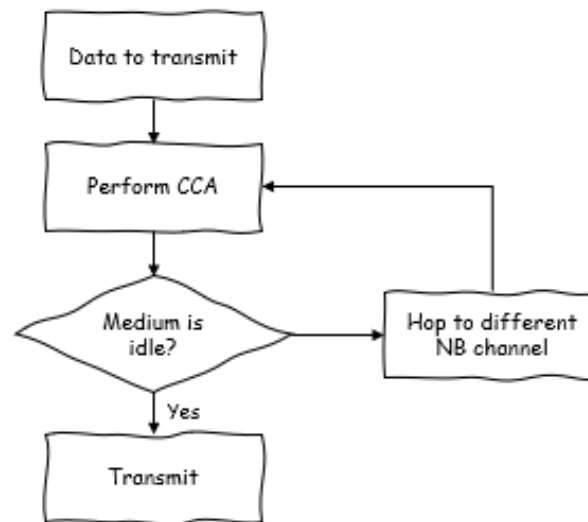 Data to transmit
Perform CCA
Medium is
idle?
Hop to different
NB channel
Yes
Transmit